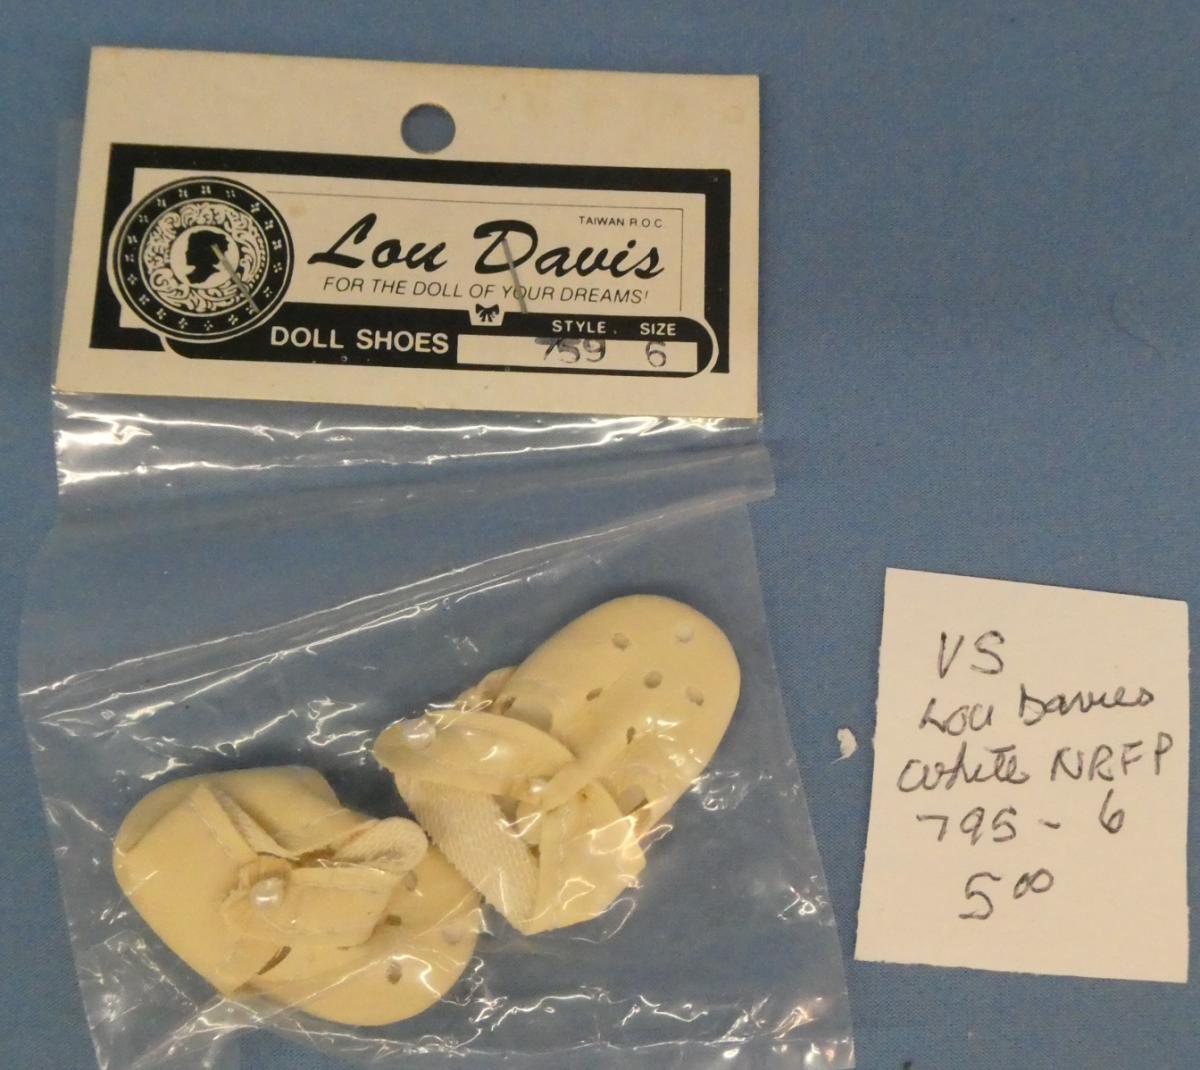 TAIWAN R.O.C
Lou Davis
FOR THE DOLL OF YOUR DREAMS!
STYLE. SIZE
DOLL SHOES 759 6
VS
Lou Davies
White NRFP
795 - 6
5 00